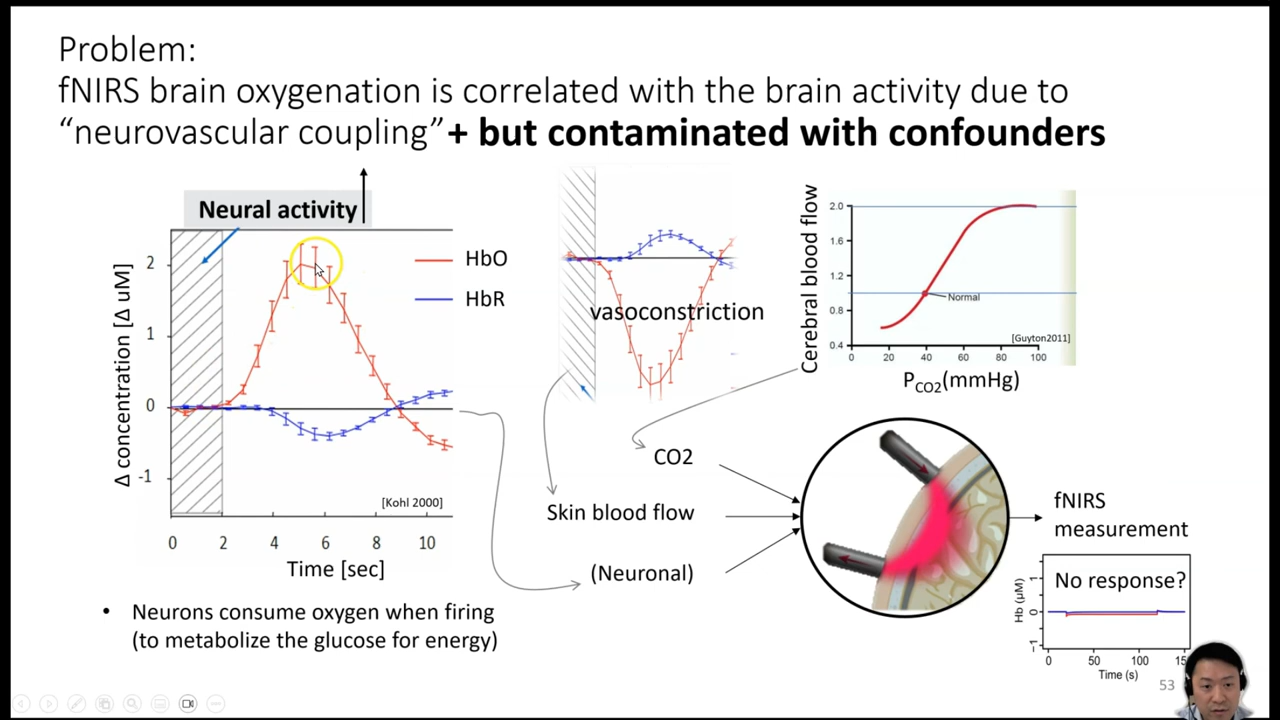 Problem:
fNIRS brain oxygenation is correlated with the brain activity due to
“neurovascular coupling” + but contaminated with confounders
Neural activity
HbO
HbR
Δ concentration [Δ uM]
2
1
0
-1
[Kohl 2000]
0 2 4 6 8 10
Time [sec]
vasoconstriction
Cerebral blood flow
2.0
1.6
1.2
0.8
0.4
Normal
[Guyton2011]
0 20 40 60 80 100
PCO2(mmHg)
CO2
Skin blood flow
(Neuronal)
fNIRS
measurement
No response?
Hb (μM)
1
0
-1
0 50 100 15
Time (s)
• Neurons consume oxygen when firing
(to metabolize the glucose for energy)
53